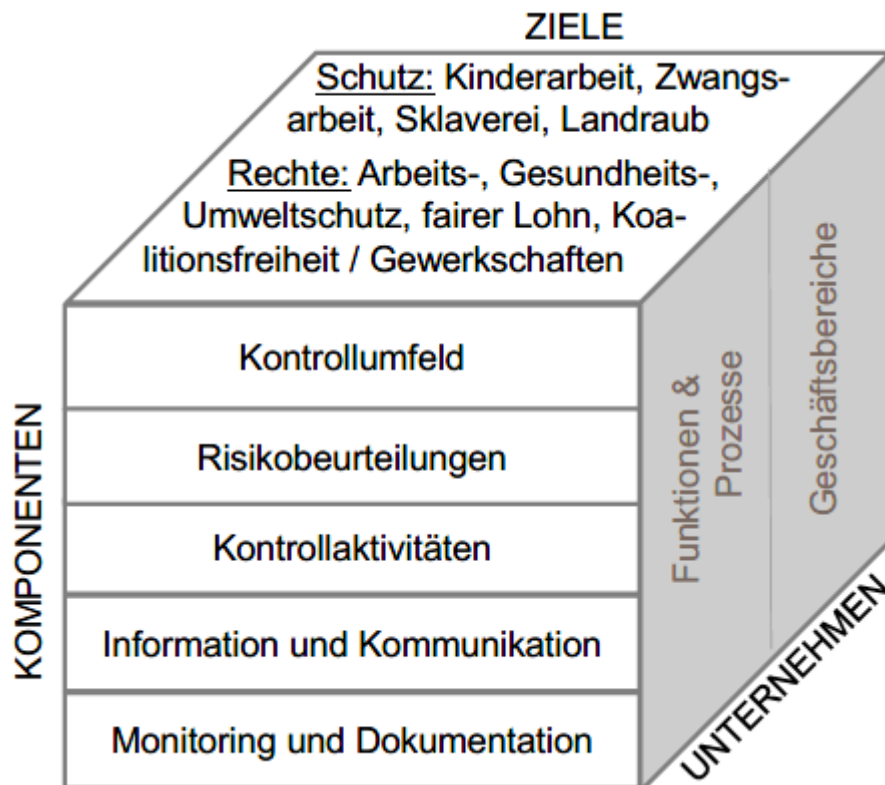 ZIELE
Schutz: Kinderarbeit, Zwangs-
arbeit, Sklaverei, Landraub
Rechte: Arbeits-, Gesundheits-,
Umweltschutz, fairer Lohn, Koa-
litionsfreiheit / Gewerkschaften
KOMPONENTEN
Kontrollumfeld
Risikobeurteilungen
Kontrollaktivitäten
Information und Kommunikation
Monitoring und Dokumentation
Funktionen &
Prozesse
Geschäftsbereiche
UNTERNEHMEN